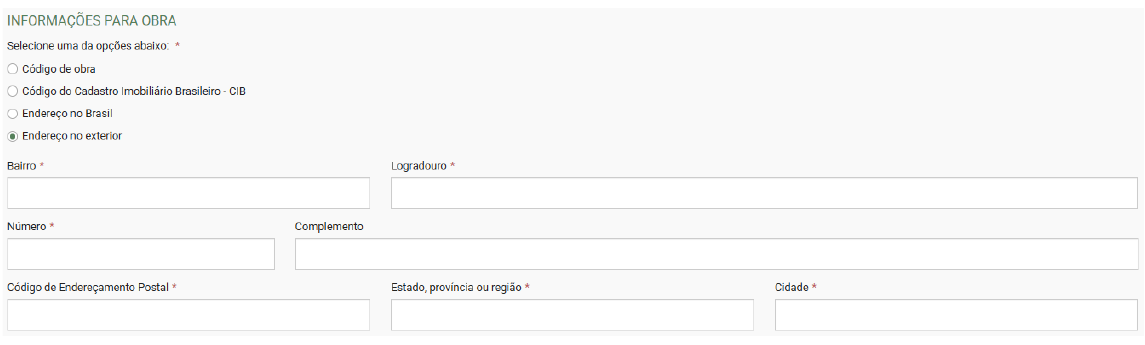 INFORMAÇÕES PARA OBRA
Selecione uma da opções abaixo: *
Código de obra
Código do Cadastro Imobiliário Brasileiro - CIB
Endereço no Brasil
Endereço no exterior
Bairro * Logradouro *
Número * Complemento
Código de Endereçamento Postal * Estado, província ou região * Cidade *